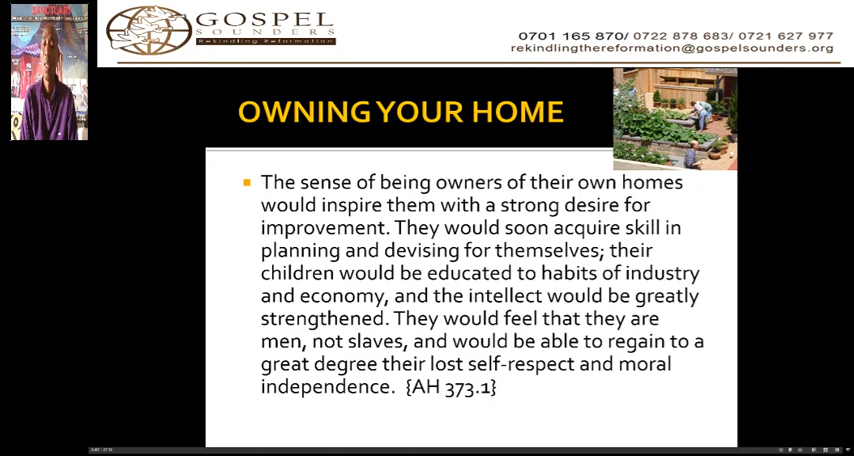 SANCTUARY
GOSPEL
SOUNDERS
Rekindling Reformation
0701 165 870/ 0722 878 683/ 0721 627 977
rekindlingthereformation@gospelsounders.org
OWNING YOUR HOME
The sense of being owners of their own homes
would inspire them with a strong desire for
improvement. They would soon acquire skill in
planning and devising for themselves; their
children would be educated to habits of industry
and economy, and the intellect would be greatly
strengthened. They would feel that they are
men, not slaves, and would be able to regain to a
great degree their lost self-respect and moral
independence. {AH 373.1}